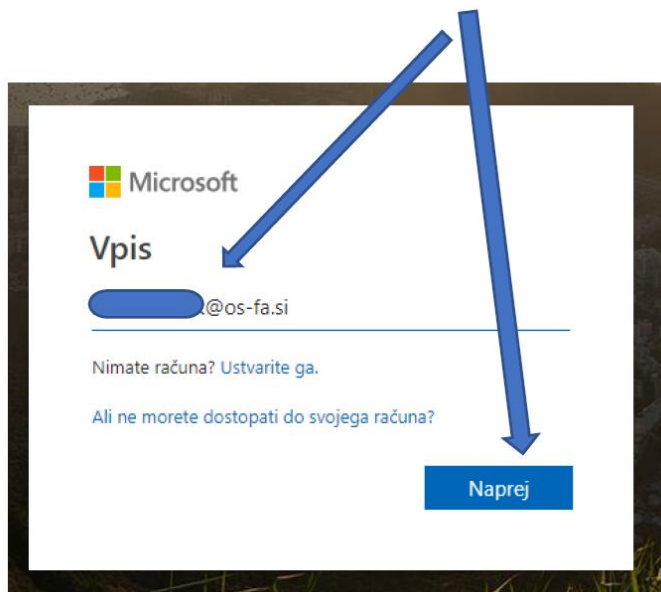 Microsoft
Vpis
@os-fa.si
Nimate računa? Ustvarite ga.
Ali ne morete dostopati do svojega računa?
Naprej